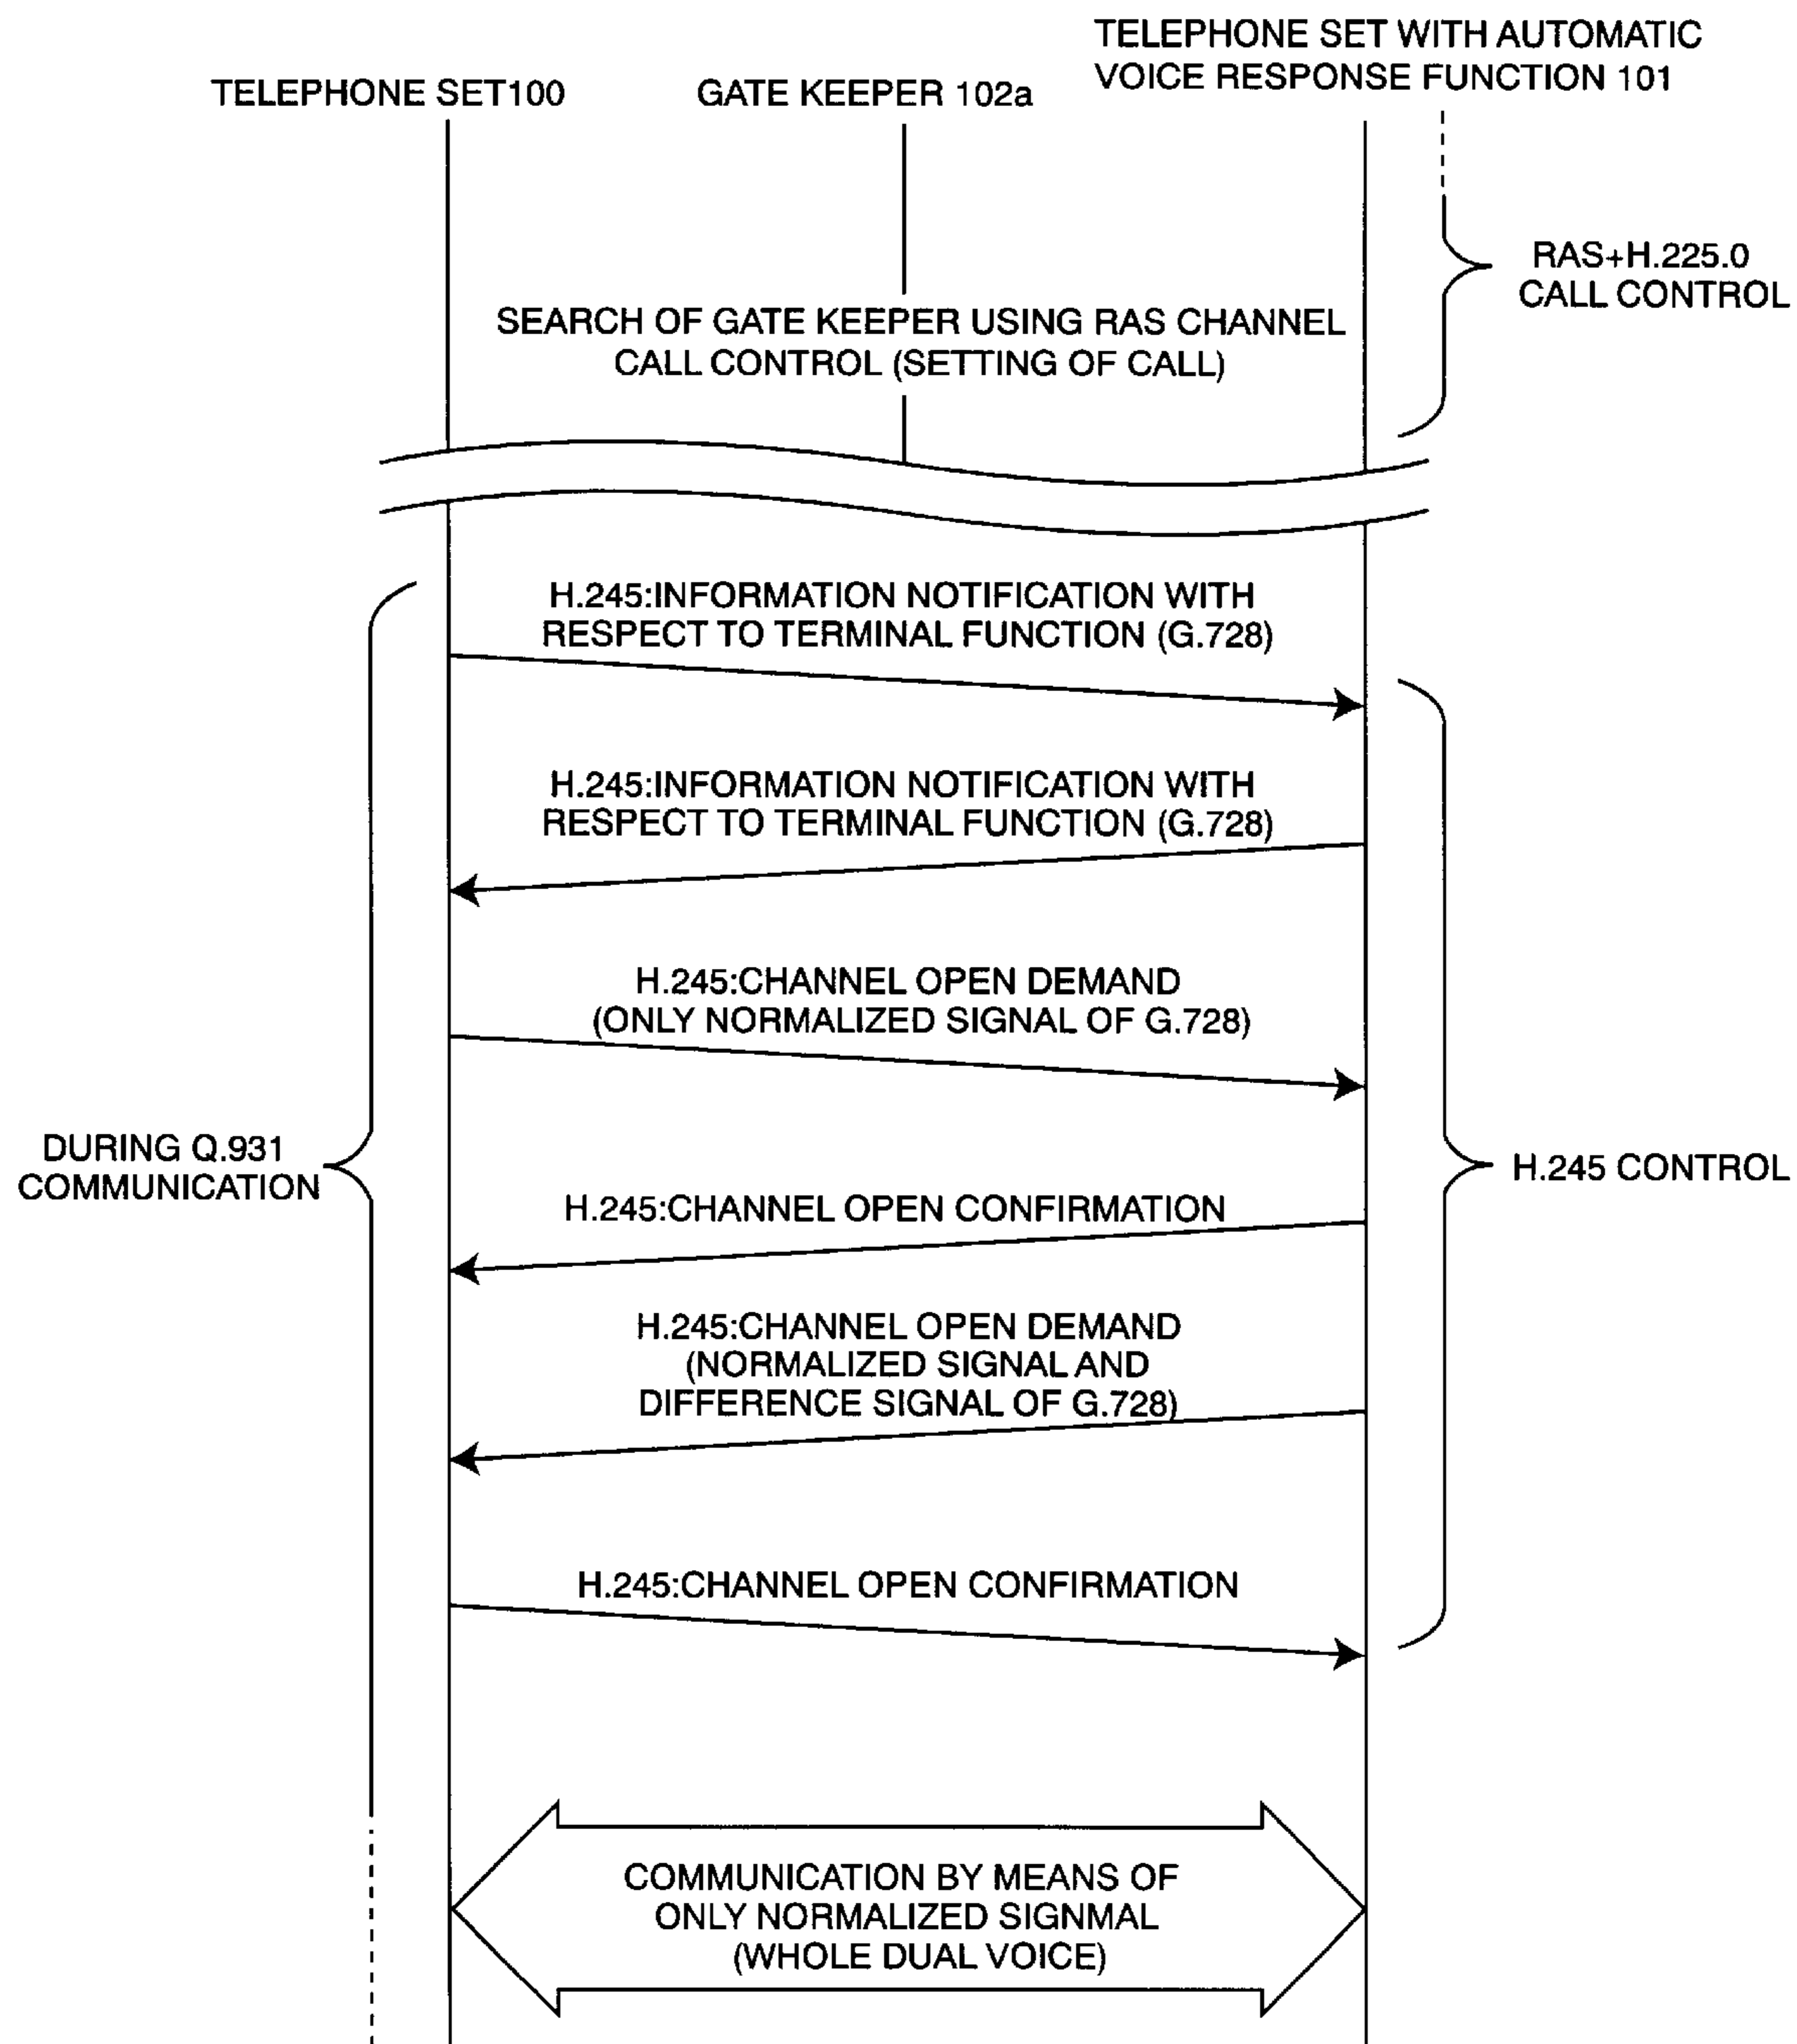 TELEPHONE SET WITH AUTOMATIC
VOICE RESPONSE FUNCTION 101
TELEPHONE SET100
GATE KEEPER 102a
RAS+H.225.0
CALL CONTROL
SEARCH OF GATE KEEPER USING RAS CHANNEL
CALL CONTROL (SETTING OF CALL)
H.245:INFORMATION NOTIFICATION WITH
RESPECT TO TERMINAL FUNCTION (G.728)
H.245:INFORMATION NOTIFICATION WITH
RESPECT TO TERMINAL FUNCTION (G.728)
H.245:CHANNEL OPEN DEMAND
(ONLY NORMALIZED SIGNAL OF G.728)
DURING Q.931
COMMUNICATION
H.245 CONTROL
H.245:CHANNEL OPEN CONFIRMATION
H.245:CHANNEL OPEN DEMAND
(NORMALIZED SIGNAL AND
DIFFERENCE SIGNAL OF G.728)
H.245:CHANNEL OPEN CONFIRMATION
COMMUNICATION BY MEANS OF
ONLY NORMALIZED SIGNMAL
(WHOLE DUAL VOICE)